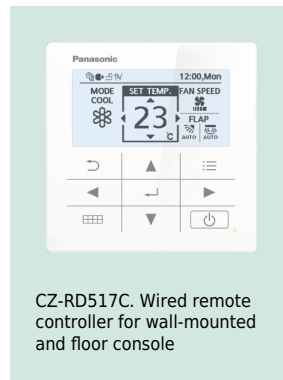 Panasonic
12:00,Mon
MODE SET TEMP. FAN SPEED
COOL
23
°C
FLAP
AUTO AUTO
CZ-RD517C. Wired remote
controller for wall-mounted
and floor console